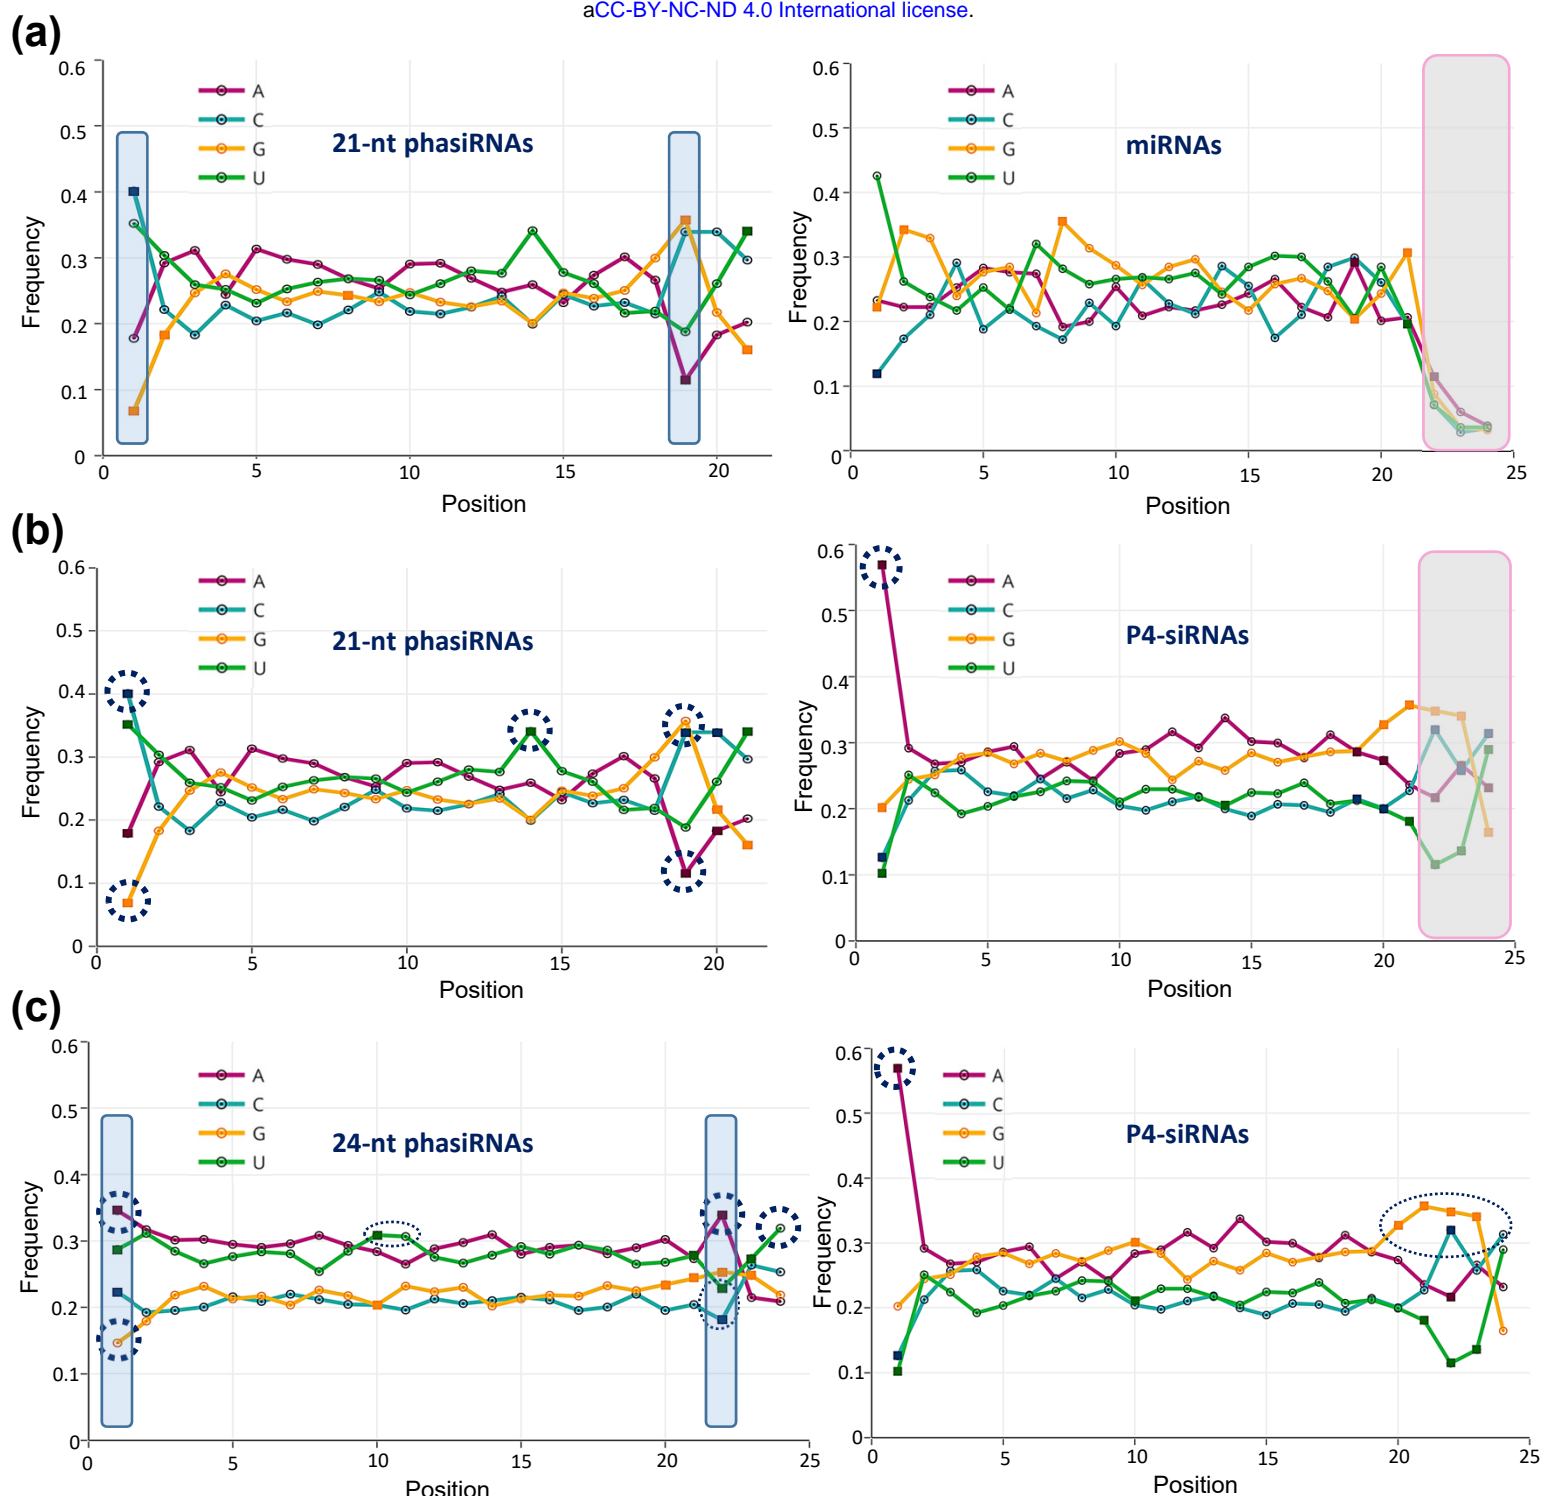 aCC-BY-NC-ND 4.0 International license.
(a)
0.6
0.5
0.4
0.3
0.2
0.1
0
Frequency
A
C
G
U
21-nt phasiRNAs
0
5
10
15
20
Position
0.6
0.5
0.4
0.3
0.2
0.1
0
Frequency
A
C
G
U
miRNAs
0
5
10
15
20
25
Position
(b)
0.6
0.5
0.4
0.3
0.2
0.1
0
Frequency
A
C
G
U
21-nt phasiRNAs
0
5
10
15
20
Position
0.6
0.5
0.4
0.3
0.2
0.1
0
Frequency
A
C
G
U
P4-siRNAs
0
5
10
15
20
25
Position
(c)
0.6
0.5
0.4
0.3
0.2
0.1
0
Frequency
A
C
G
U
24-nt phasiRNAs
0
5
10
15
20
25
Position
0.6
0.5
0.4
0.3
0.2
0.1
0
Frequency
A
C
G
U
P4-siRNAs
0
5
10
15
20
25
Position